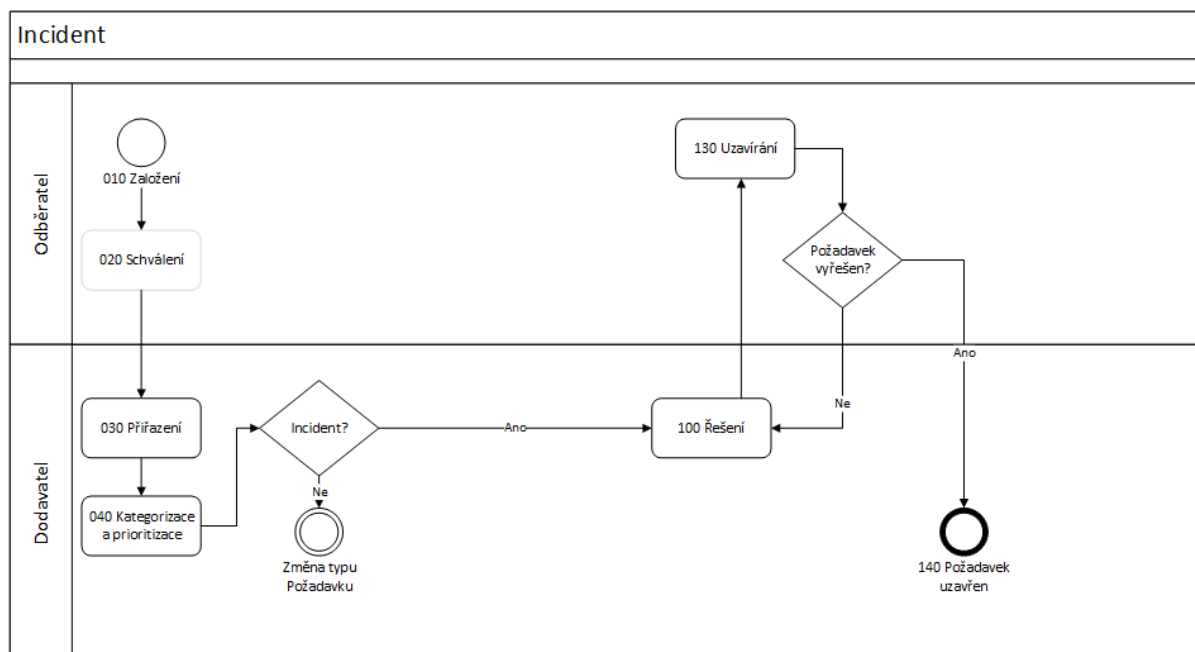 Incident
Odběratel
010 Založení
020 Schválení
130 Uzavírání
Požadavek
vyřešen?
Dodavatel
030 Přiřazení
040 Kategorizace
a prioritizace
Incident?
Ano
Ne
Změna typu
Požadavku
100 Řešení
Ne
Ano
140 Požadavek
uzavřen